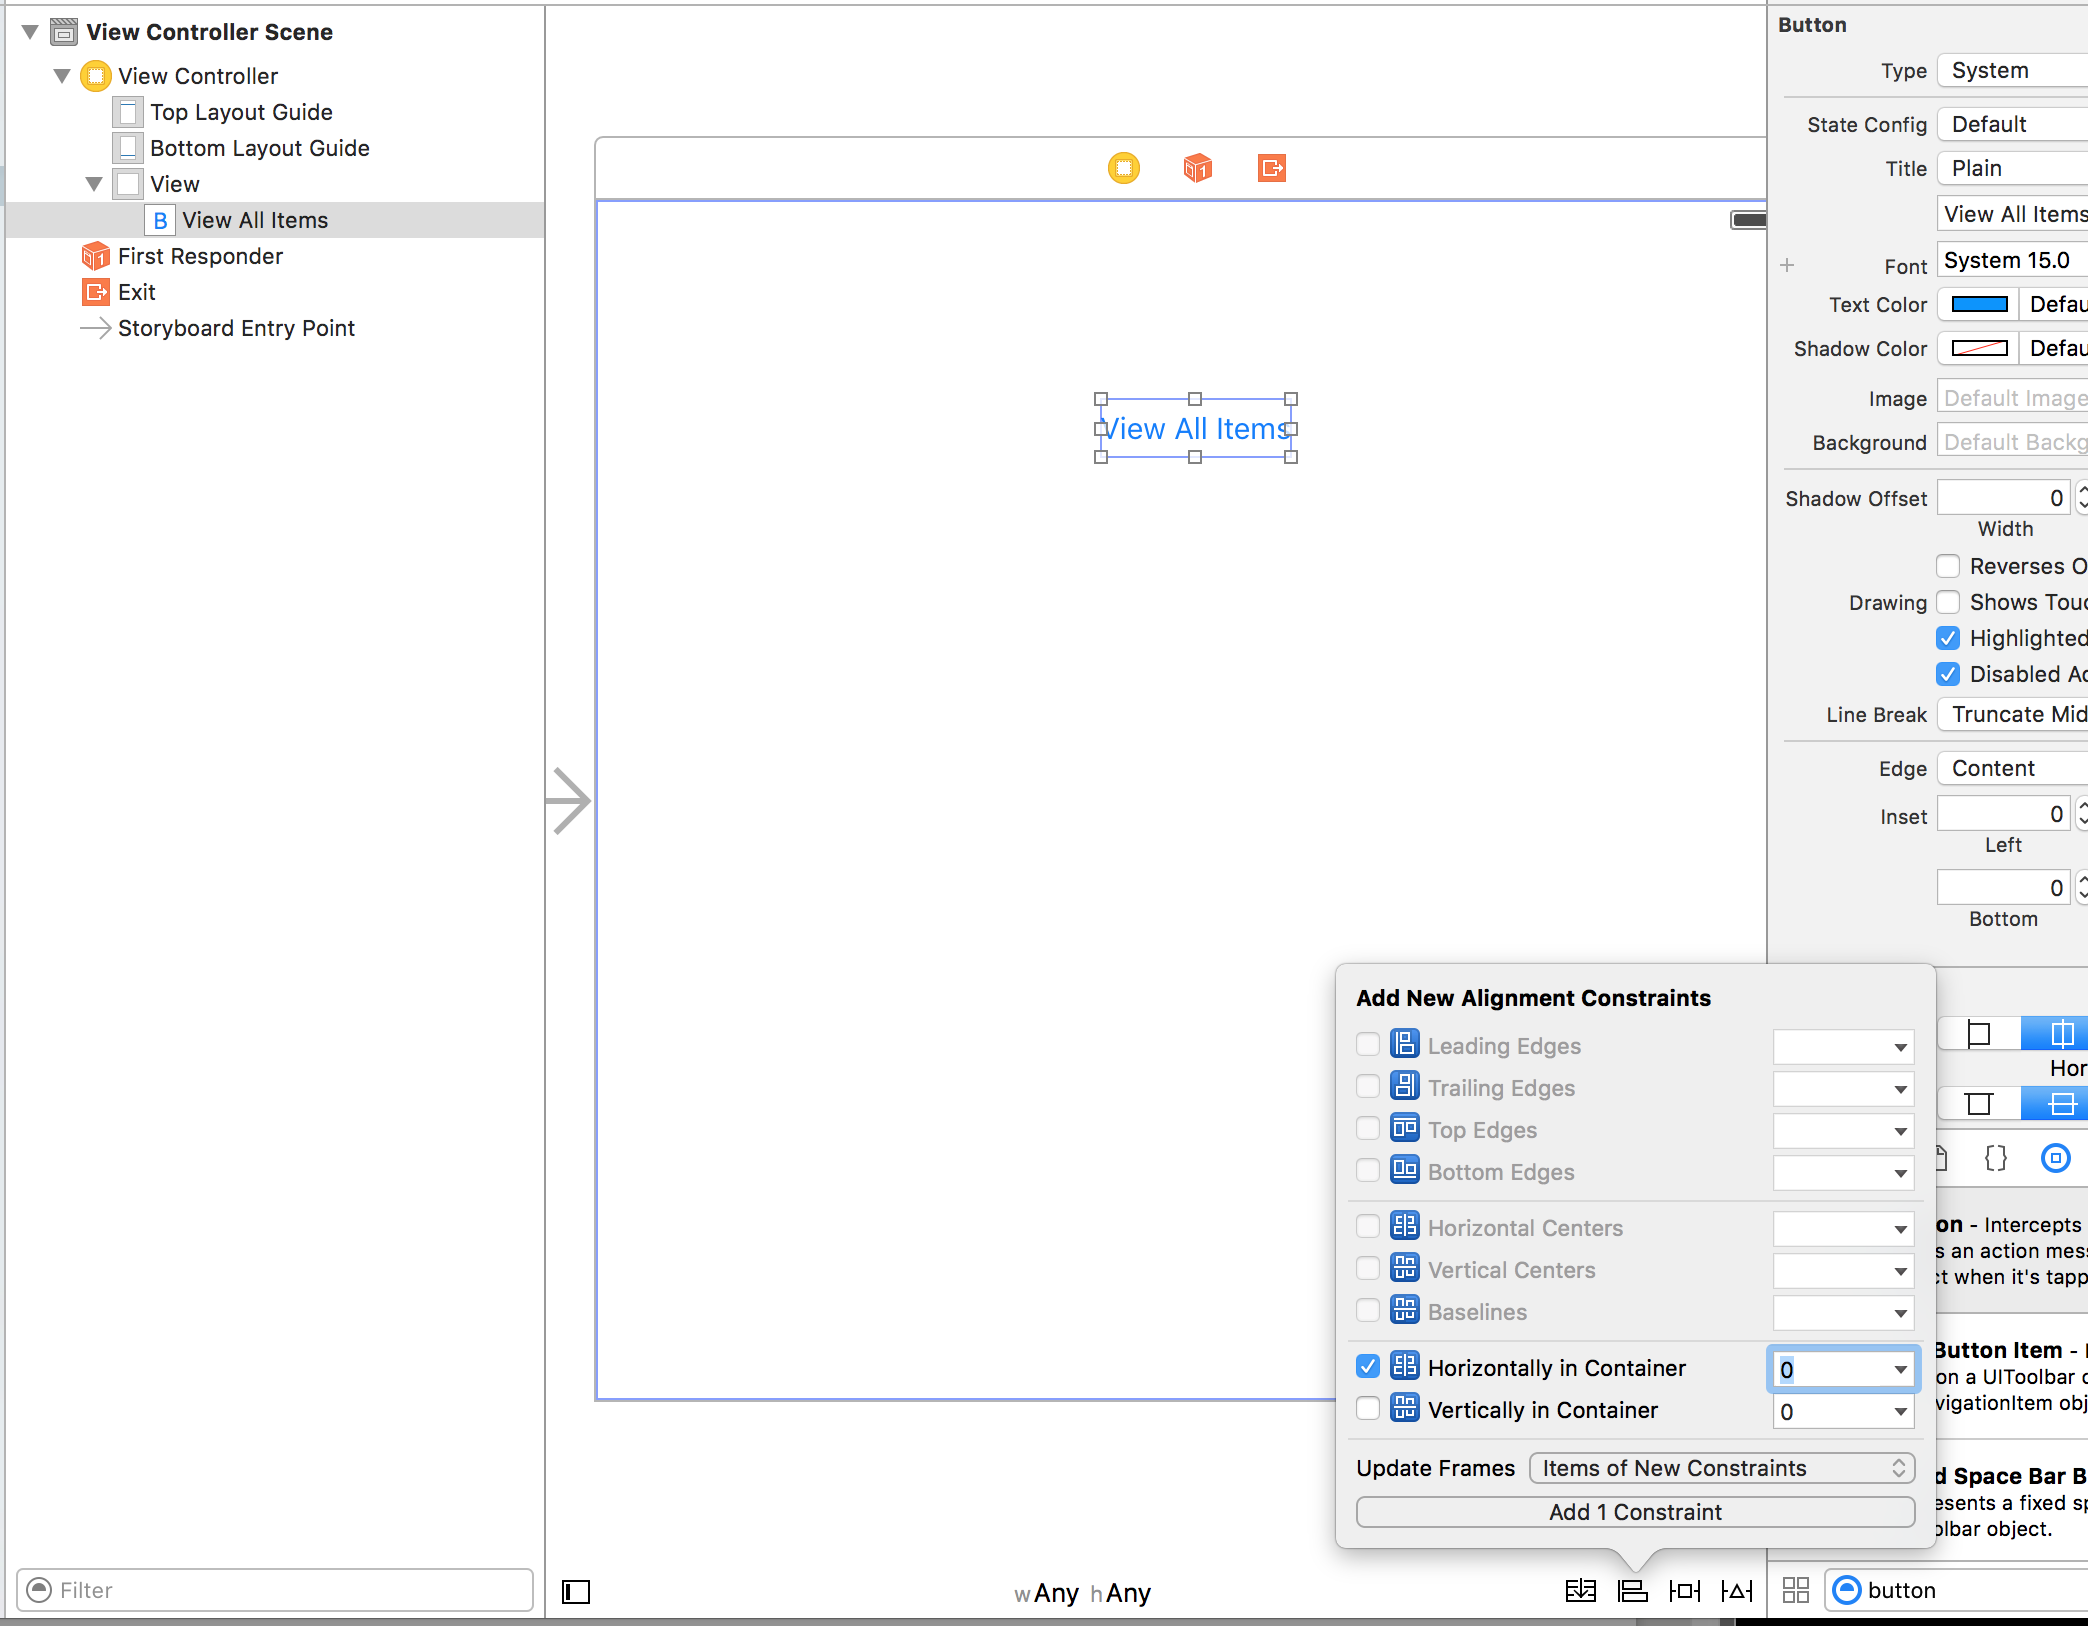 View Controller Scene
View Controller
Top Layout Guide
Bottom Layout Guide
View
B View All Items
First Responder
Exit
Storyboard Entry Point
Filter
View All Items
wAny hAny
Add New Alignment Constraints
Leading Edges
Trailing Edges
Top Edges
Bottom Edges
Horizontal Centers
Vertical Centers
Baselines
Horizontally in Container 0
Vertically in Container 0
Update Frames Items of New Constraints
Add 1 Constraint
Button
Type System
State Config Default
Title Plain
View All Items
+ Font System 15.0
Text Color Defau
Shadow Color Defau
Image Default Image
Background Default Backg
Shadow Offset 0
Width
Reverses O
Drawing Shows Touc
Highlighted
Disabled Ad
Line Break Truncate Mid
Edge Content
Inset 0
Left
0
Bottom
Hor
{}
on - Intercepts
s an action mess
ct when it's tapp
Button Item -
on a UIToolbar o
vigationItem obj
d Space Bar B
esents a fixed sp
olbar object.
button